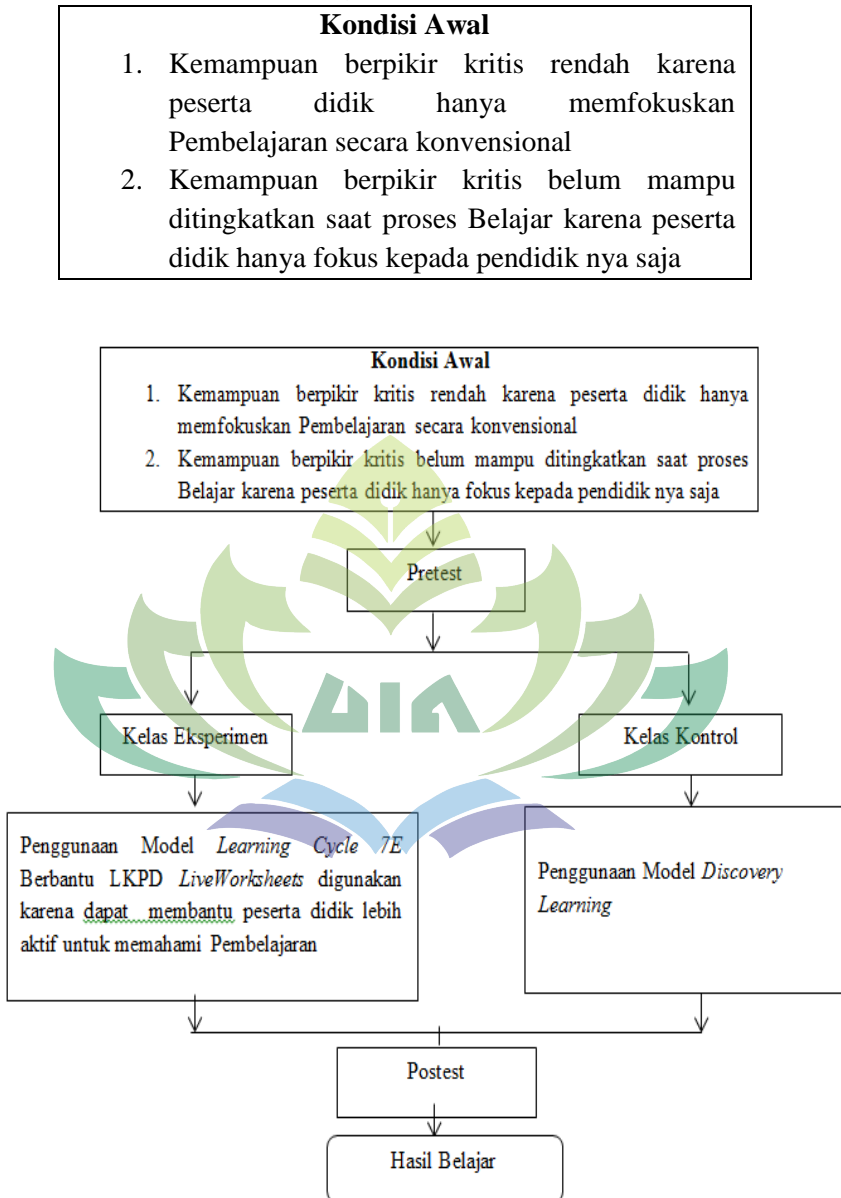 Kondisi Awal
1. Kemampuan berpikir kritis rendah karena
peserta didik hanya memfokuskan
Pembelajaran secara konvensional
2. Kemampuan berpikir kritis belum mampu
ditingkatkan saat proses Belajar karena peserta
didik hanya fokus kepada pendidik nya saja
Kondisi Awal
1. Kemampuan berpikir kritis rendah karena peserta didik hanya
memfokuskan Pembelajaran secara konvensional
2. Kemampuan berpikir kritis belum mampu ditingkatkan saat proses
Belajar karena peserta didik hanya fokus kepada pendidik nya saja
Pretest
Kelas Eksperimen
Kelas Kontrol
Penggunaan Model Learning Cycle 7E
Berbantu LKPD LiveWorksheets digunakan
karena dapat membantu peserta didik lebih
aktif untuk memahami Pembelajaran
Penggunaan Model Discovery
Learning
Postest
Hasil Belajar